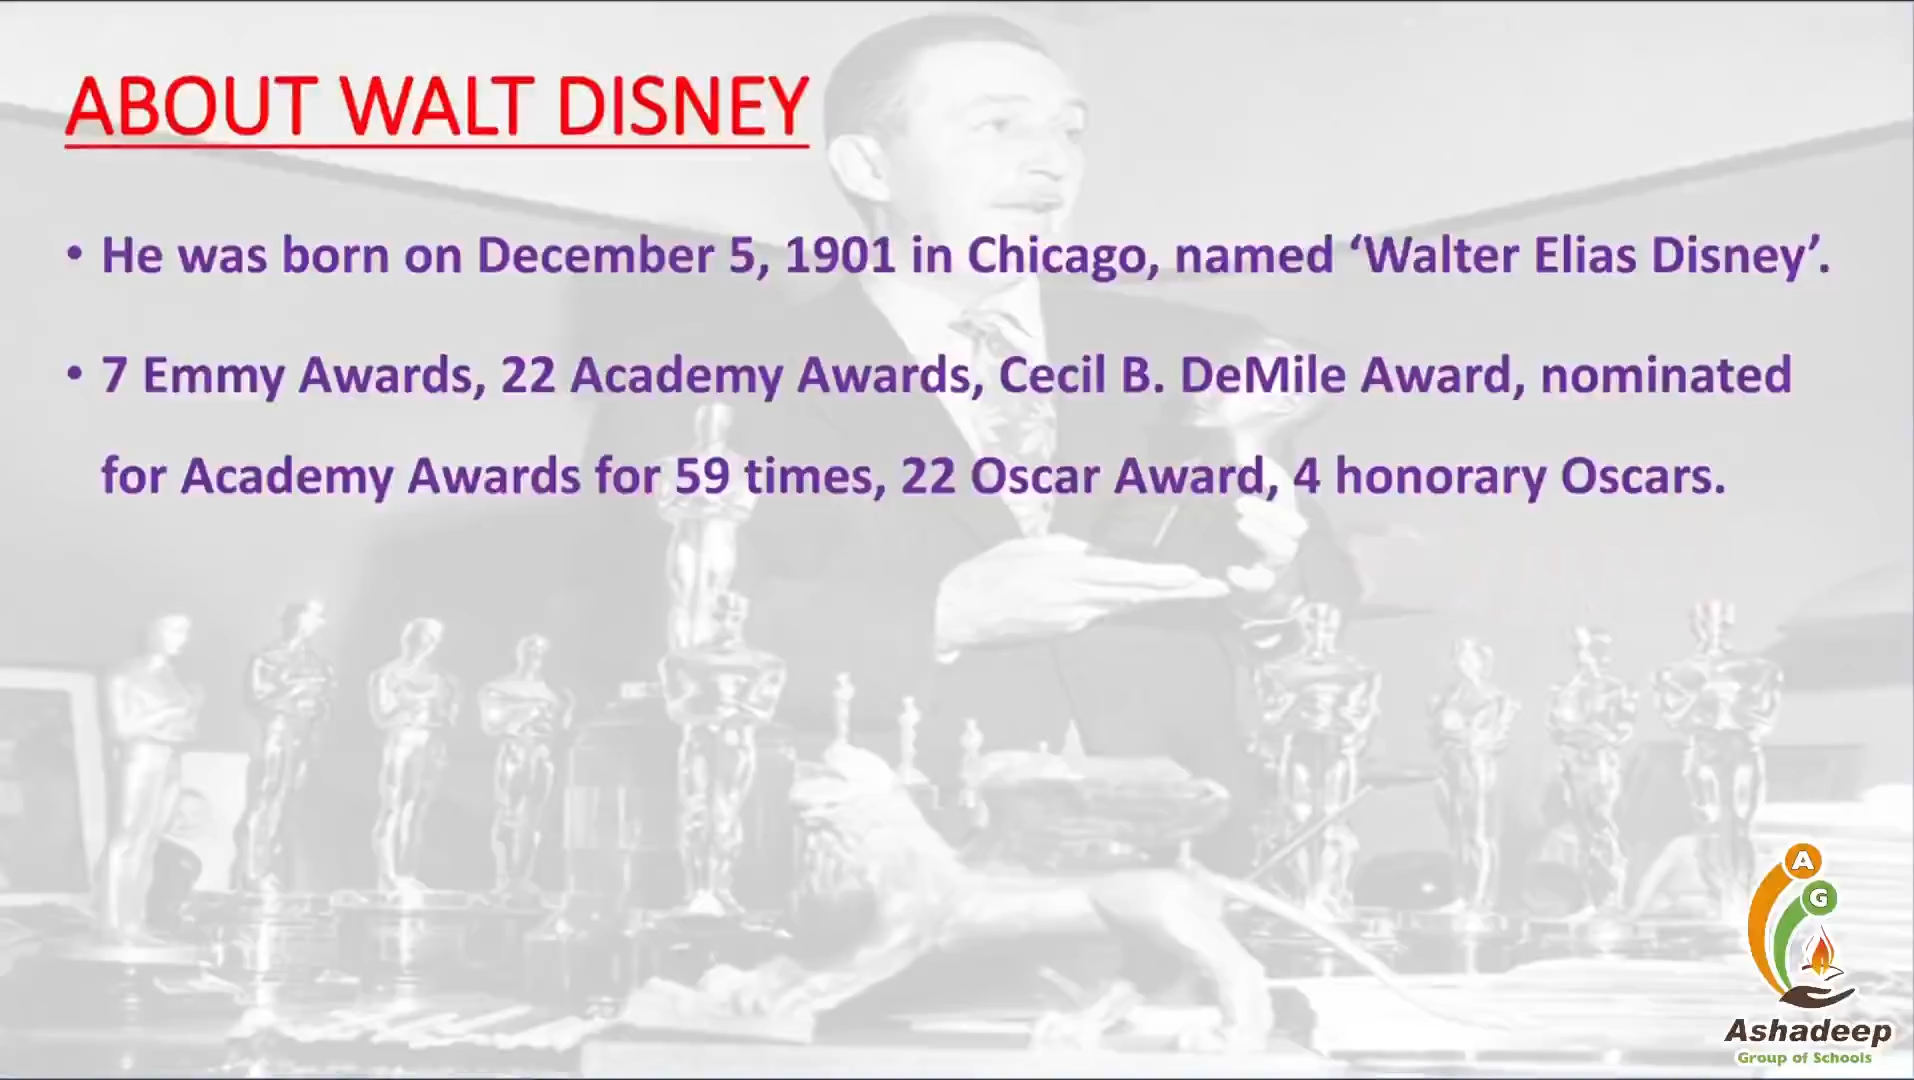 ABOUT WALT DISNEY
• He was born on December 5, 1901 in Chicago, named ‘Walter Elias Disney’.
• 7 Emmy Awards, 22 Academy Awards, Cecil B. DeMile Award, nominated
for Academy Awards for 59 times, 22 Oscar Award, 4 honorary Oscars.
A
G
Ashadeep
Group of Schools